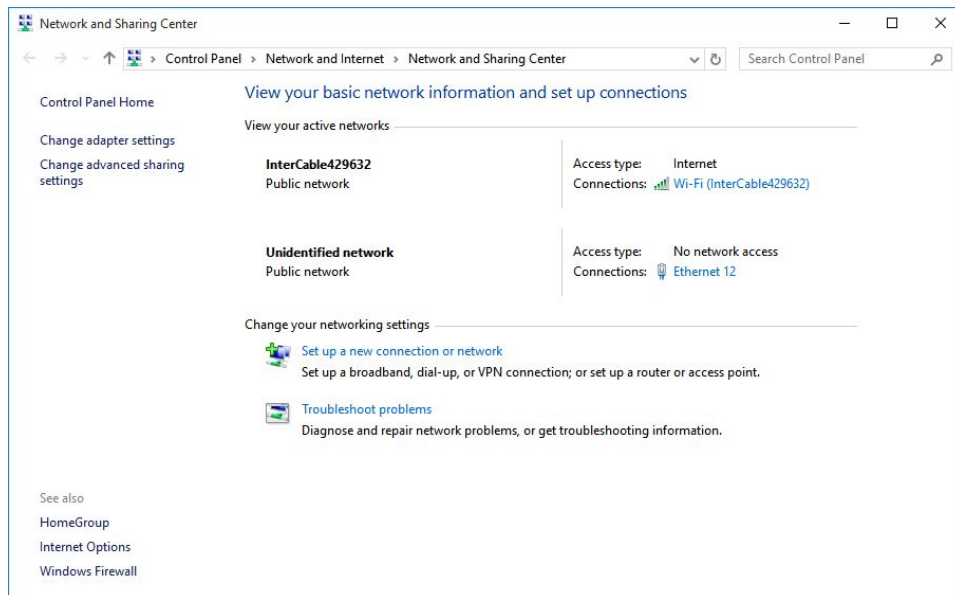 Network and Sharing Center
Control Panel > Network and Internet > Network and Sharing Center
Search Control Panel
Control Panel Home
Change adapter settings
Change advanced sharing
settings
View your basic network information and set up connections
View your active networks
InterCable429632
Public network
Access type: Internet
Connections: Wi-Fi (InterCable429632)
Unidentified network
Public network
Access type: No network access
Connections: Ethernet 12
Change your networking settings
Set up a new connection or network
Set up a broadband, dial-up, or VPN connection; or set up a router or access point.
Troubleshoot problems
Diagnose and repair network problems, or get troubleshooting information.
See also
HomeGroup
Internet Options
Windows Firewall